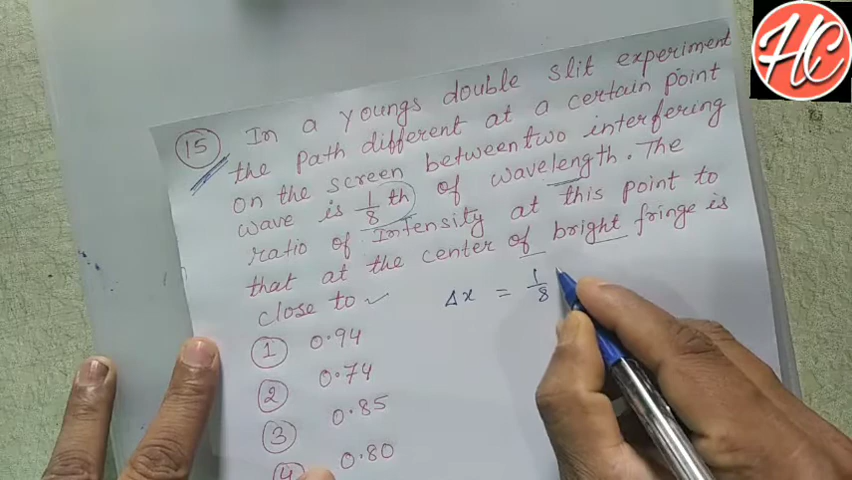 HC
15 In a Youngs double slit experiment
the path different at a certain point
on the screen between two interfering
wave is 1/8 th of wavelength. The
ratio of Intensity at this point to
that at the center of bright fringe is
close to
Δx = 1/8
1 0.94
2 0.74
3 0.85
4 0.80